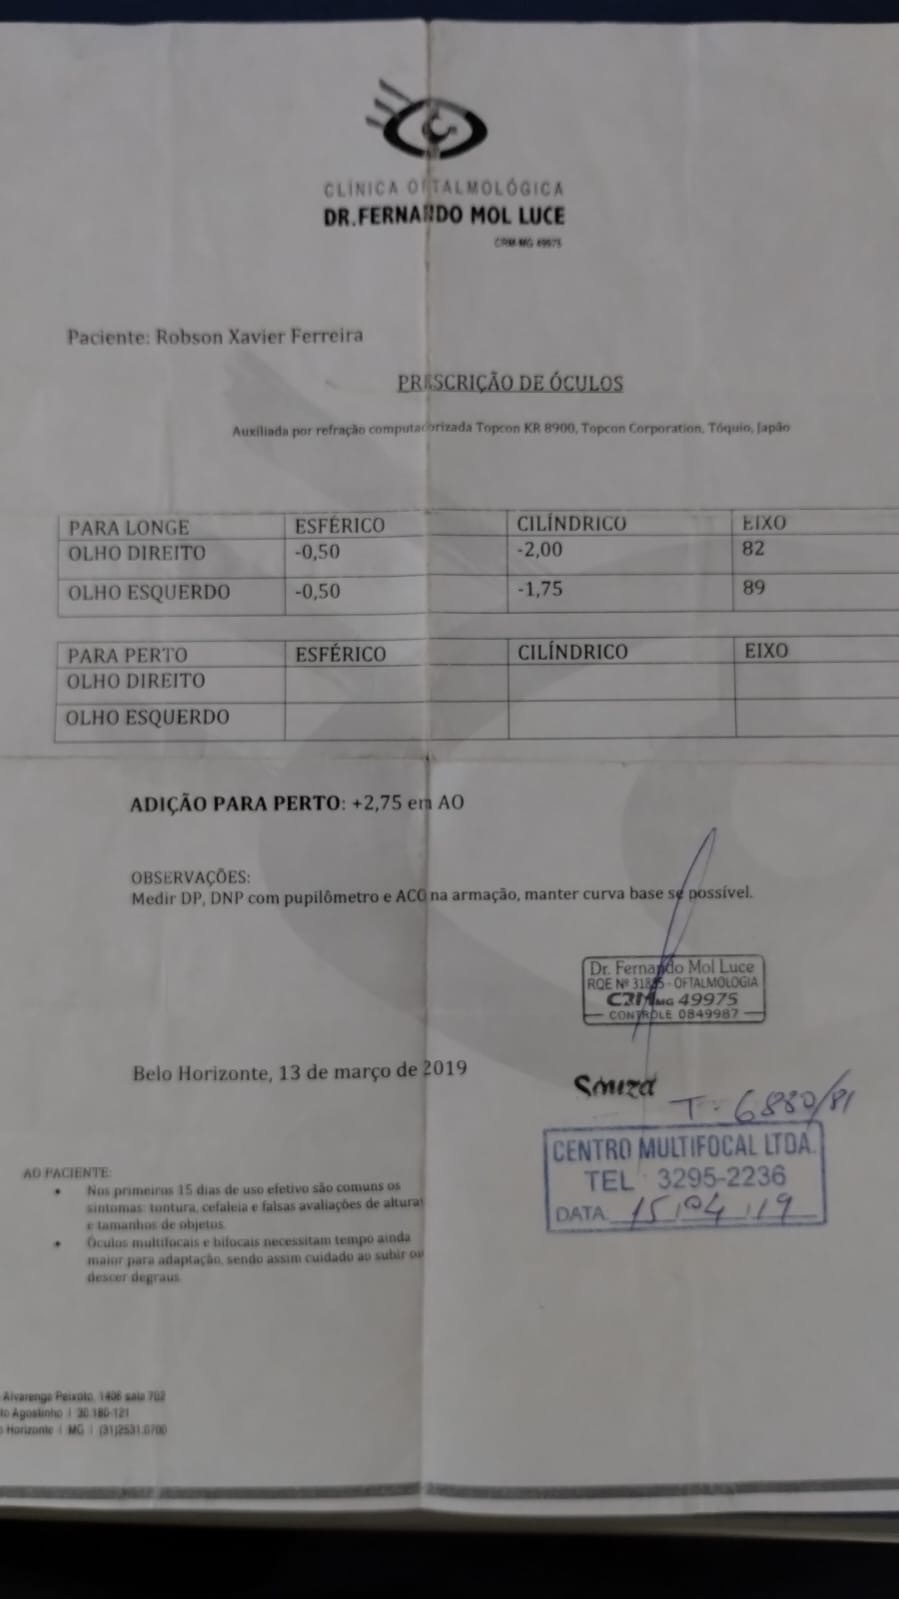 CLÍNICA OFTALMOLÓGICA
DR.FERNANDO MOL LUCE
CRM-MG 49975
Paciente: Robson Xavier Ferreira
PRESCRIÇÃO DE ÓCULOS
Auxiliada por refração computadorizada Topcon KR 8900, Topcon Corporation, Tóquio, Japão
PARA LONGE ESFÉRICO CILÍNDRICO EIXO
OLHO DIREITO -0,50 -2,00 82
OLHO ESQUERDO -0,50 -1,75 89
PARA PERTO ESFÉRICO CILÍNDRICO EIXO
OLHO DIREITO
OLHO ESQUERDO
ADIÇÃO PARA PERTO: +2,75 em AO
OBSERVAÇÕES:
Medir DP, DNP com pupilômetro e ACO na armação, manter curva base se possível.
Dr. Fernando Mol Luce
RQE Nº - OFTALMOLOGIA
CRMMG 49975
CONTROLE 0849987
Belo Horizonte, 13 de março de 2019
Souza
T. 6880/81
CENTRO MULTIFOCAL LTDA.
TEL 3295-2236
DATA 15/04/19
AO PACIENTE:
• Nos primeiros 15 dias de uso efetivo são comuns os
sintomas: tontura, cefaleia e falsas avaliações de altura
e tamanhos de objetos.
• Óculos multifocais e bifocais necessitam tempo ainda
maior para adaptação, sendo assim cuidado ao subir ou
descer degraus.
Alvarenga Peixoto, 1406 sala 702
to Agostinho | 30.180-121
o Horizonte | MG | (31)2531.0700